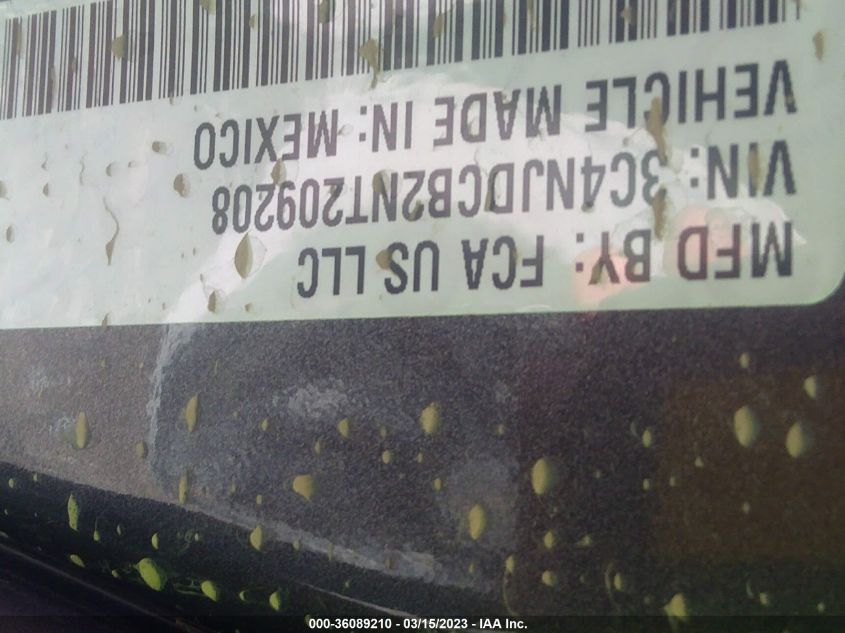 MFD BY: FCA US LLC
VIN: 3C4NJDCB2NT209208
VEHICLE MADE IN: MEXICO
000-36089210 - 03/15/2023 - IAA Inc.